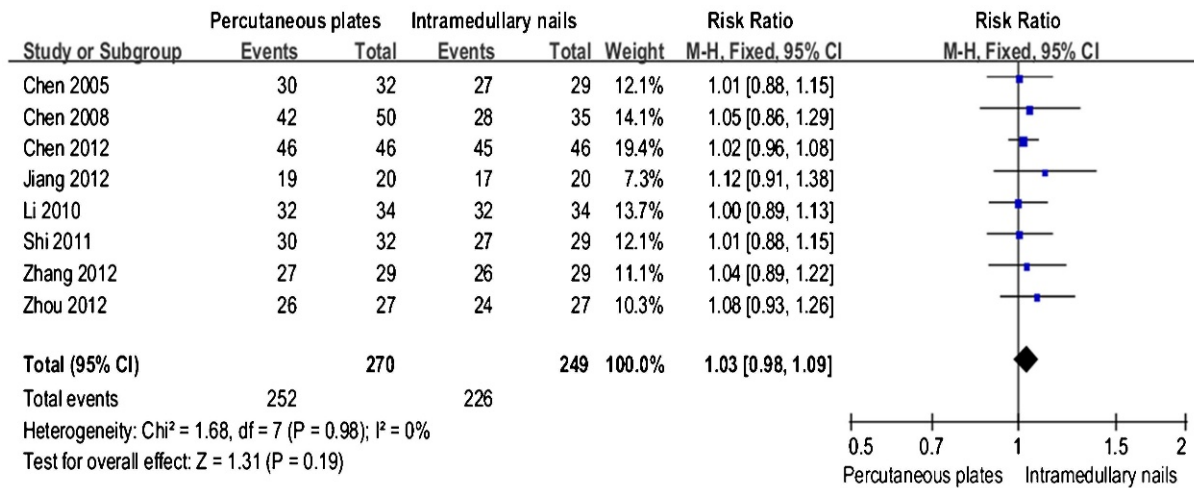 Percutaneous plates Intramedullary nails Risk Ratio Risk Ratio
Study or Subgroup Events Total Events Total Weight M-H, Fixed, 95% CI M-H, Fixed, 95% CI
Chen 2005 30 32 27 29 12.1% 1.01 [0.88, 1.15]
Chen 2008 42 50 28 35 14.1% 1.05 [0.86, 1.29]
Chen 2012 46 46 45 46 19.4% 1.02 [0.96, 1.08]
Jiang 2012 19 20 17 20 7.3% 1.12 [0.91, 1.38]
Li 2010 32 34 32 34 13.7% 1.00 [0.89, 1.13]
Shi 2011 30 32 27 29 12.1% 1.01 [0.88, 1.15]
Zhang 2012 27 29 26 29 11.1% 1.04 [0.89, 1.22]
Zhou 2012 26 27 24 27 10.3% 1.08 [0.93, 1.26]
Total (95% CI) 270 249 100.0% 1.03 [0.98, 1.09]
Total events 252 226
Heterogeneity: Chi² = 1.68, df = 7 (P = 0.98); I² = 0%
Test for overall effect: Z = 1.31 (P = 0.19)
0.5 0.7 1 1.5 2
Percutaneous plates Intramedullary nails